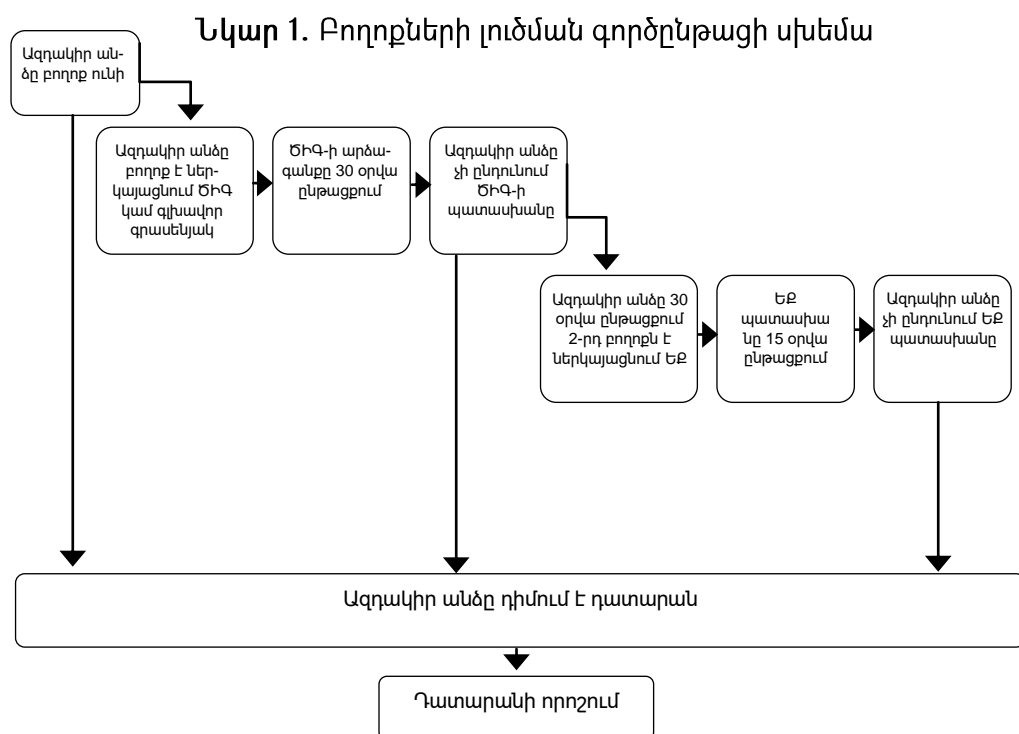 Նկար 1. Բողոքների լուծման գործընթացի սխեմա
Ազդակիր ան-
ձը բողոք ունի
Ազդակիր անձը
բողոք է ներ-
կայացնում ԾԻԳ
կամ գլխավոր
գրասենյակ
ԾԻԳ-ի արձա-
գանքը 30 օրվա
ընթացքում
Ազդակիր անձը
չի ընդունում
ԾԻԳ-ի
պատասխանը
Ազդակիր անձը 30
օրվա ընթացքում
2-րդ բողոքն է
ներկայացնում ԵՔ
ԵՔ
պատասխա
նը 15 օրվա
ընթացքում
Ազդակիր անձը
չի ընդունում ԵՔ
պատասխանը
Ազդակիր անձը դիմում է դատարան
Դատարանի որոշում